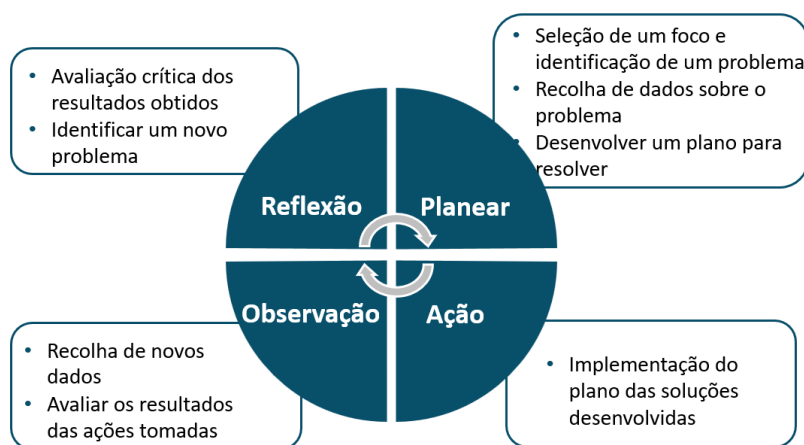 • Avaliação crítica dos
resultados obtidos
• Identificar um novo
problema
• Seleção de um foco e
identificação de um problema
• Recolha de dados sobre o
problema
• Desenvolver um plano para
resolver
Reflexão
Planear
Observação
Ação
• Recolha de novos
dados
• Avaliar os resultados
das ações tomadas
• Implementação do
plano das soluções
desenvolvidas